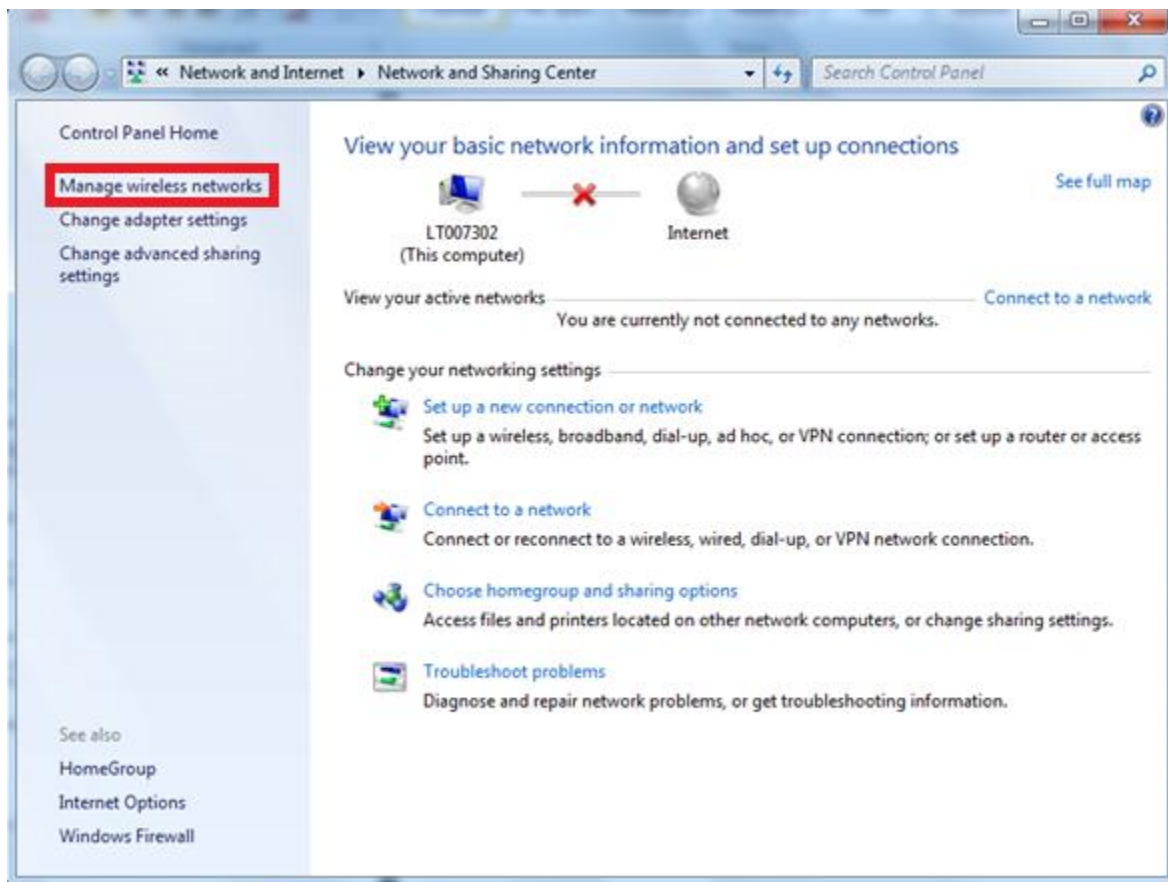 « Network and Internet ▸ Network and Sharing Center
Search Control Panel
Control Panel Home
Manage wireless networks
Change adapter settings
Change advanced sharing
settings
See also
HomeGroup
Internet Options
Windows Firewall
View your basic network information and set up connections
See full map
LT007302
(This computer)
Internet
View your active networks
Connect to a network
You are currently not connected to any networks.
Change your networking settings
Set up a new connection or network
Set up a wireless, broadband, dial-up, ad hoc, or VPN connection; or set up a router or access
point.
Connect to a network
Connect or reconnect to a wireless, wired, dial-up, or VPN network connection.
Choose homegroup and sharing options
Access files and printers located on other network computers, or change sharing settings.
Troubleshoot problems
Diagnose and repair network problems, or get troubleshooting information.